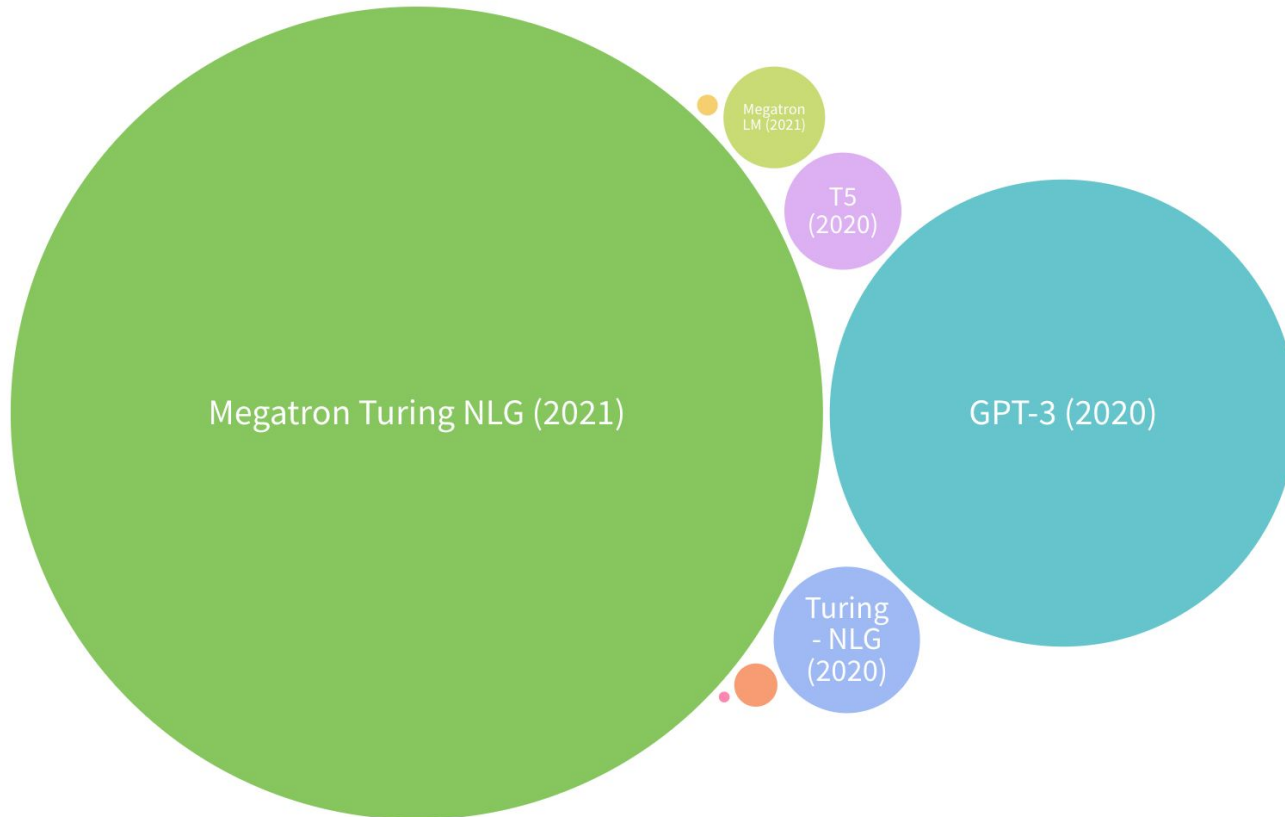 Megatron
LM (2021)
T5
(2020)
Megatron Turing NLG (2021)
GPT-3 (2020)
Turing
- NLG
(2020)